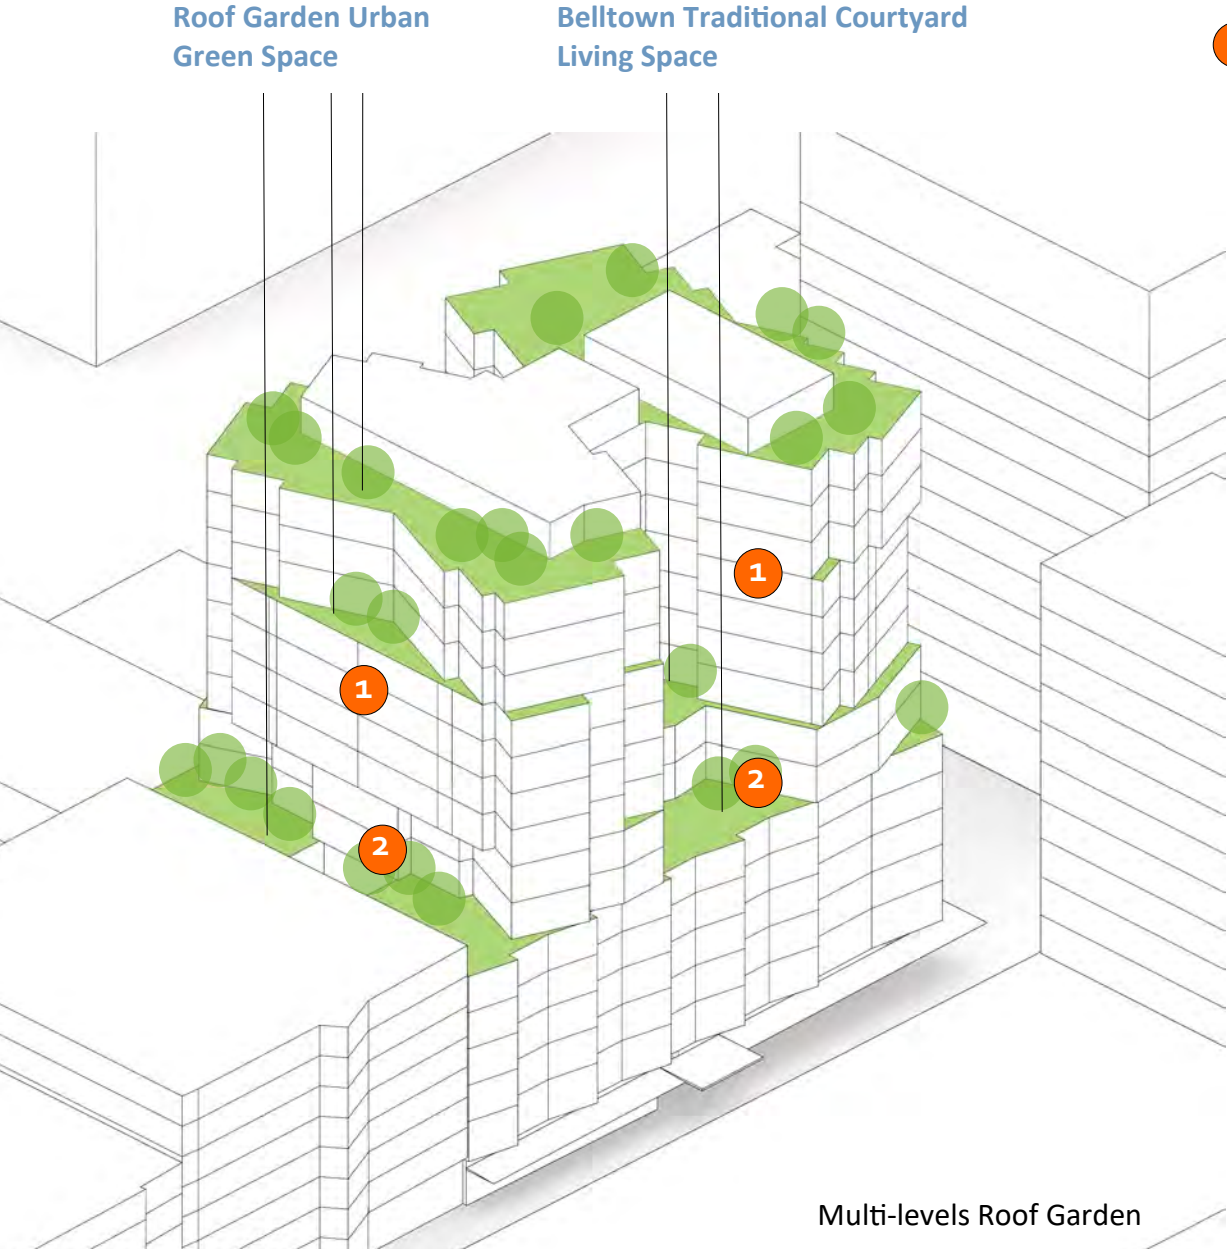 Roof Garden Urban
Green Space
Belltown Traditional Courtyard
Living Space
1
1
2
2
Multi-levels Roof Garden